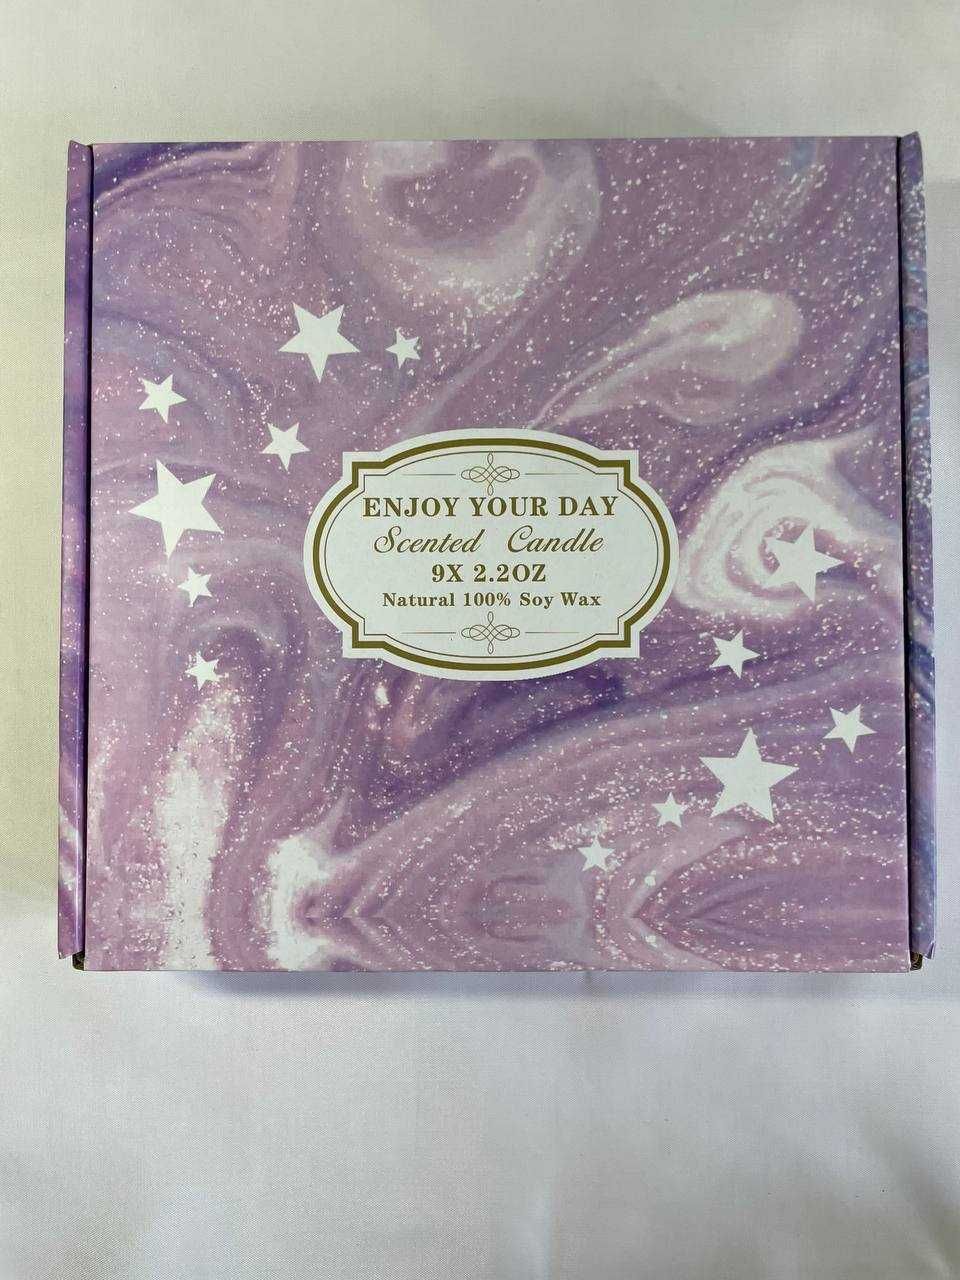 ENJOY YOUR DAY
Scented Candle
9X 2.2OZ
Natural 100% Soy Wax